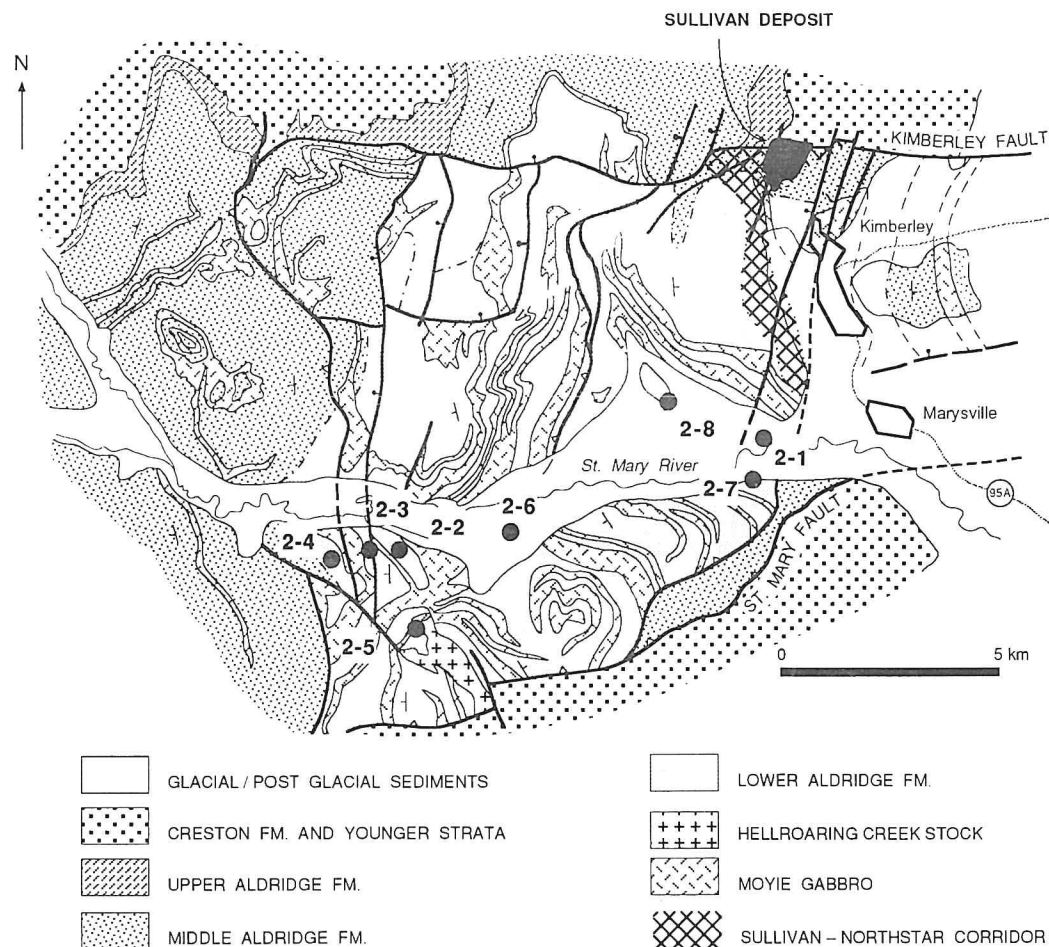 SULLIVAN DEPOSIT
N
KIMBERLEY FAULT
Kimberley
Marysville
2-8
2-1
St. Mary River
2-7
95A
2-6
2-3
2-2
2-4
ST. MARY FAULT
2-5
0 5 km
GLACIAL / POST GLACIAL SEDIMENTS
CRESTON FM. AND YOUNGER STRATA
UPPER ALDRIDGE FM.
MIDDLE ALDRIDGE FM.
LOWER ALDRIDGE FM.
HELLROARING CREEK STOCK
MOYIE GABBRO
SULLIVAN – NORTHSTAR CORRIDOR